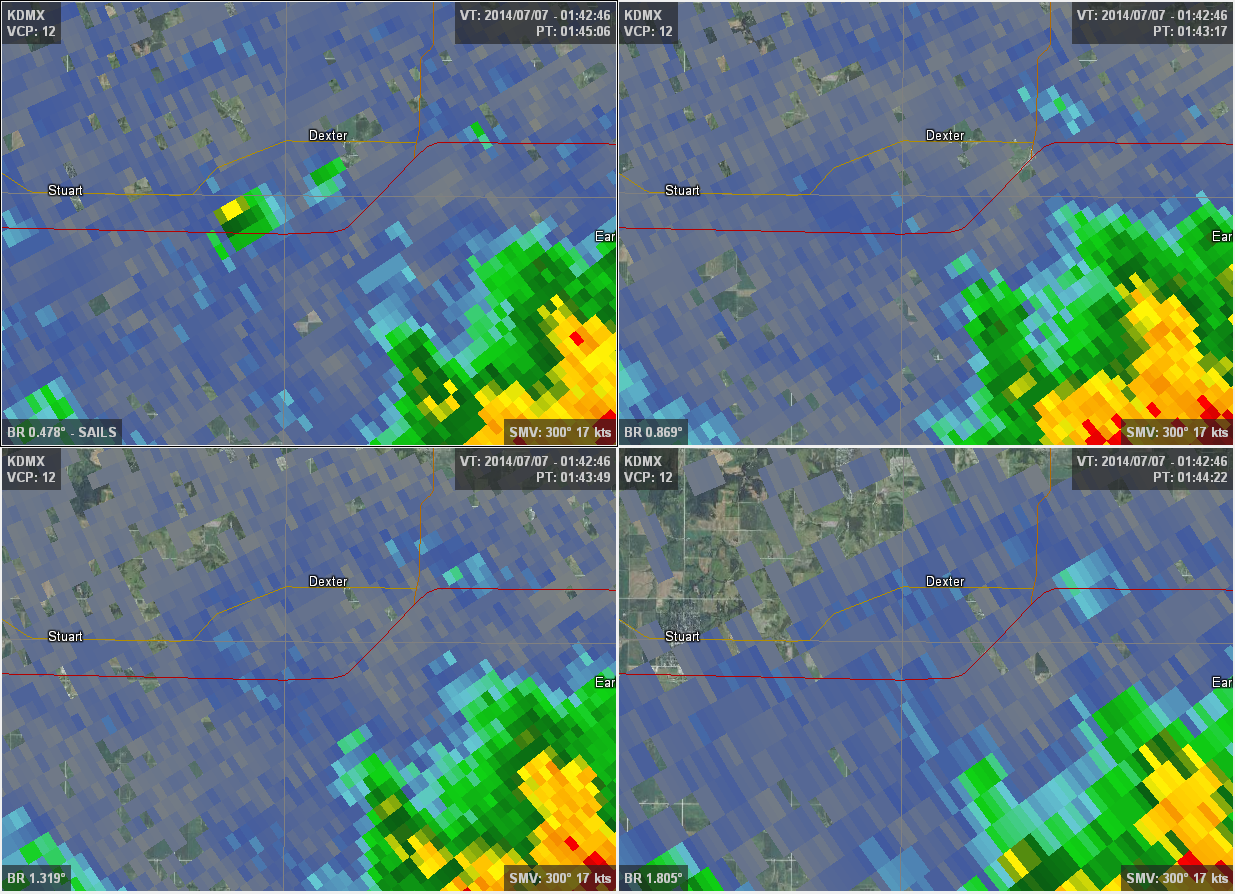 KDMX
VCP: 12
VT: 2014/07/07 - 01:42:46
PT: 01:45:06
Dexter
Stuart
Ear
BR 0.478° - SAILS
SMV: 300° 17 kts
KDMX
VCP: 12
VT: 2014/07/07 - 01:42:46
PT: 01:43:17
Dexter
Stuart
Ear
BR 0.869°
SMV: 300° 17 kts
KDMX
VCP: 12
VT: 2014/07/07 - 01:42:46
PT: 01:43:49
Dexter
Stuart
Ear
BR 1.319°
SMV: 300° 17 kts
KDMX
VCP: 12
VT: 2014/07/07 - 01:42:46
PT: 01:44:22
Dexter
Stuart
Ear
BR 1.805°
SMV: 300° 17 kts